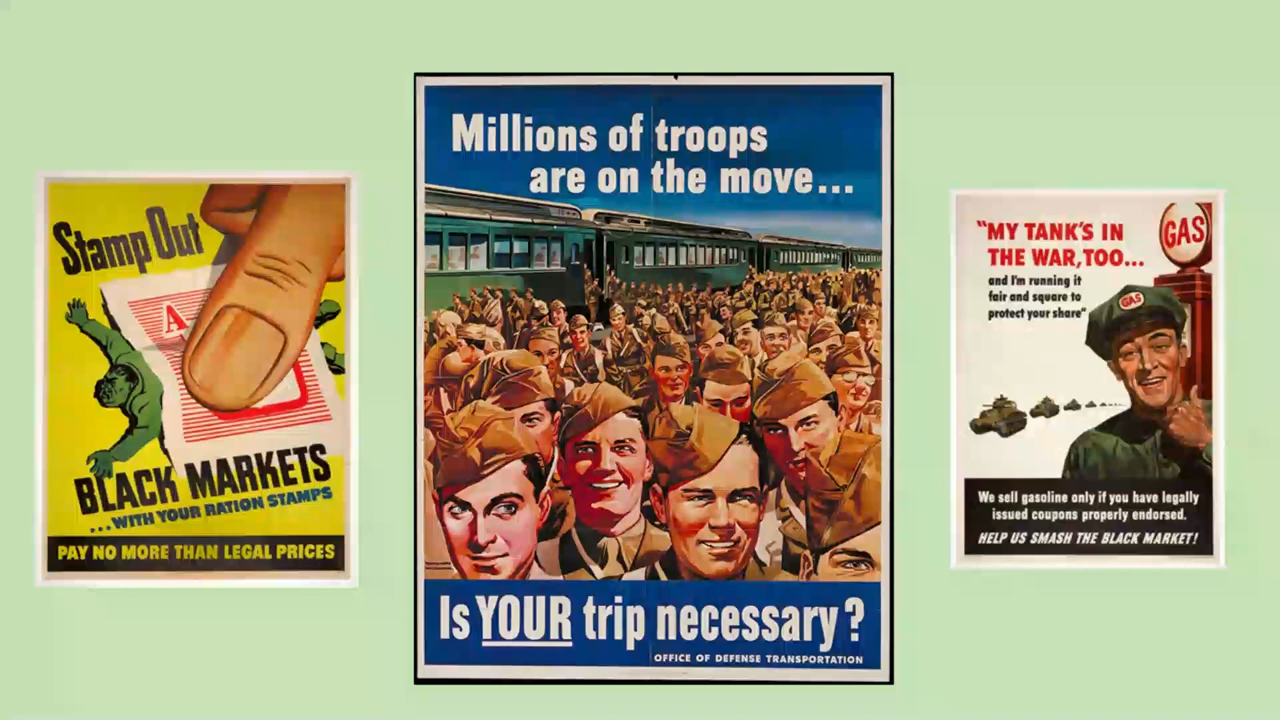 Stamp Out
A
BLACK MARKETS
...WITH YOUR RATION STAMPS
PAY NO MORE THAN LEGAL PRICES
Millions of troops
are on the move...
Is YOUR trip necessary?
OFFICE OF DEFENSE TRANSPORTATION
"MY TANK'S IN
THE WAR, TOO...
and I'm running it
fair and square to
protect your share"
GAS
GAS
We sell gasoline only if you have legally
issued coupons properly endorsed.
HELP US SMASH THE BLACK MARKET!